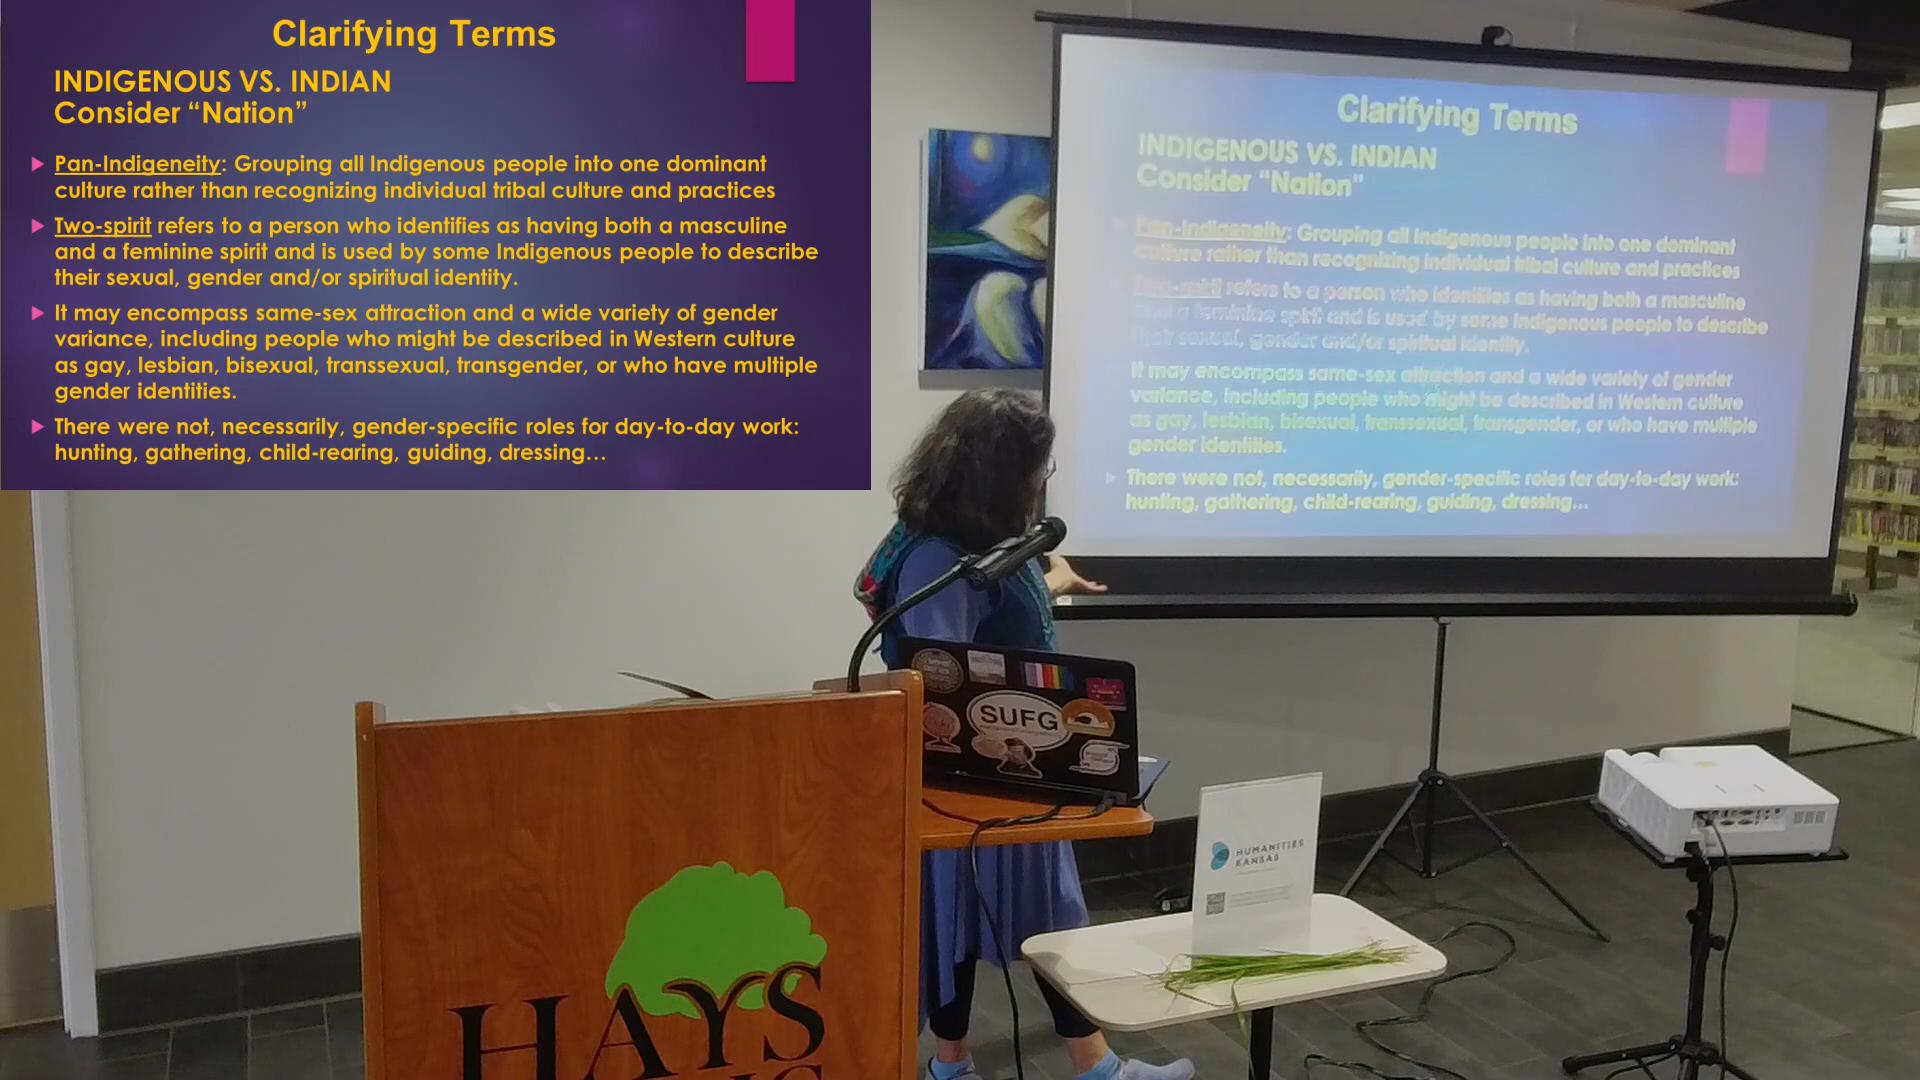 Clarifying Terms
INDIGENOUS VS. INDIAN
Consider “Nation”
Pan-Indigeneity: Grouping all Indigenous people into one dominant
culture rather than recognizing individual tribal culture and practices
Two-spirit refers to a person who identifies as having both a masculine
and a feminine spirit and is used by some Indigenous people to describe
their sexual, gender and/or spiritual identity.
It may encompass same-sex attraction and a wide variety of gender
variance, including people who might be described in Western culture
as gay, lesbian, bisexual, transsexual, transgender, or who have multiple
gender identities.
There were not, necessarily, gender-specific roles for day-to-day work:
hunting, gathering, child-rearing, guiding, dressing…
Clarifying Terms
INDIGENOUS VS. INDIAN
Consider “Nation”
Pan-Indigeneity: Grouping all Indigenous people into one dominant
culture rather than recognizing individual tribal culture and practices
Two-spirit refers to a person who identifies as having both a masculine
and a feminine spirit and is used by some Indigenous people to describe
their sexual, gender and/or spiritual identity.
It may encompass same-sex attraction and a wide variety of gender
variance, including people who might be described in Western culture
as gay, lesbian, bisexual, transsexual, transgender, or who have multiple
gender identities.
There were not, necessarily, gender-specific roles for day-to-day work:
hunting, gathering, child-rearing, guiding, dressing…
SUFG
HUMANITIES
KANSAS
HAYS